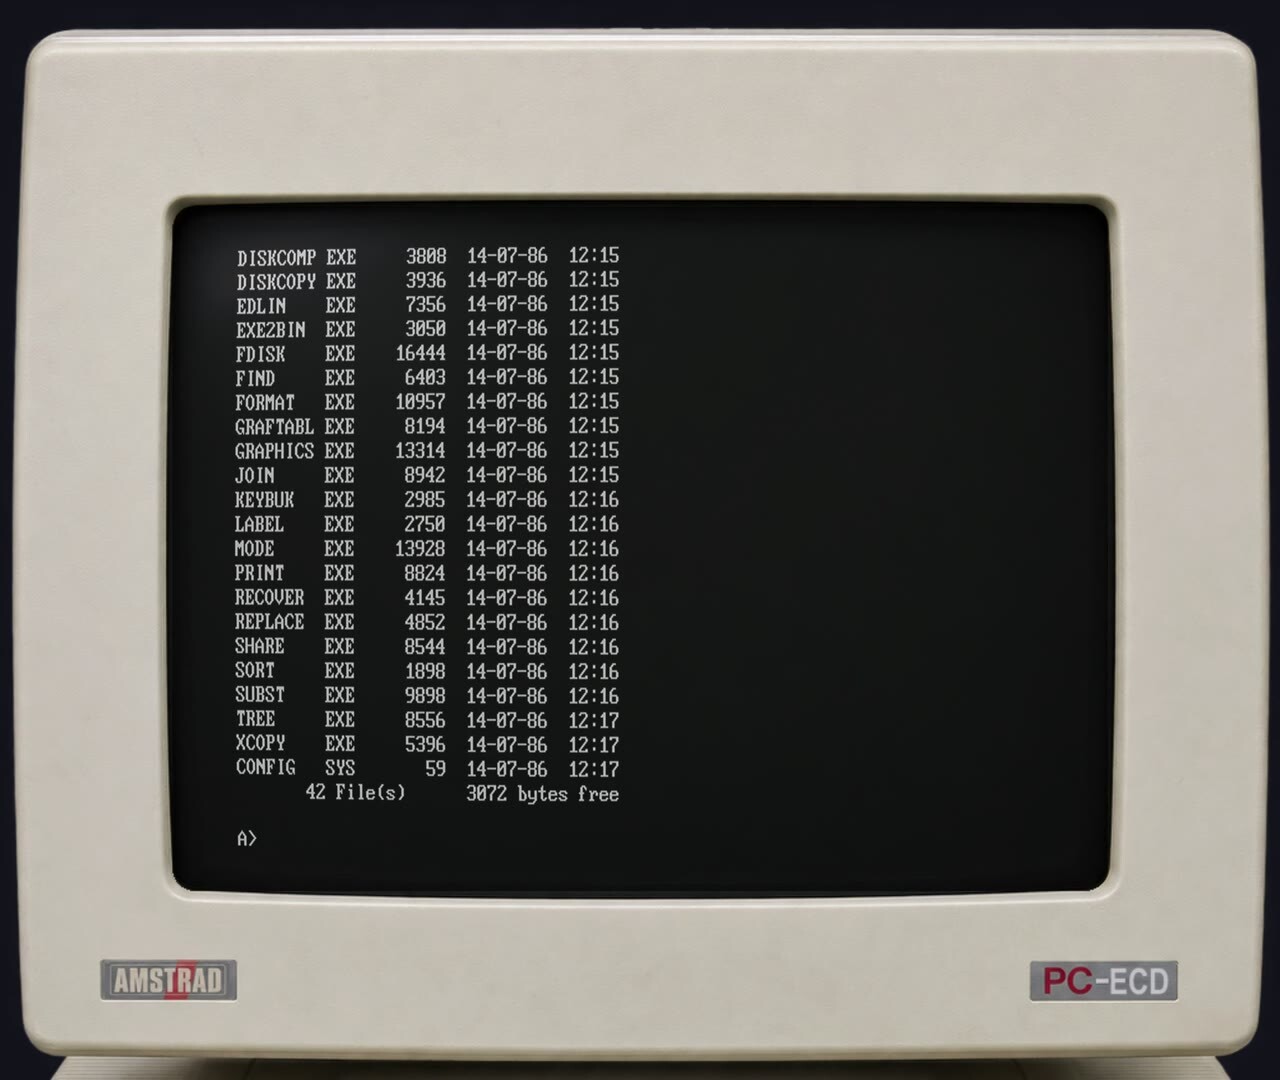 DISKCOMP EXE     3808  14-07-86  12:15
DISKCOPY EXE     3936  14-07-86  12:15
EDLIN    EXE     7356  14-07-86  12:15
EXE2BIN  EXE     3050  14-07-86  12:15
FDISK    EXE    16444  14-07-86  12:15
FIND     EXE     6403  14-07-86  12:15
FORMAT   EXE    10957  14-07-86  12:15
GRAFTABL EXE     8194  14-07-86  12:15
GRAPHICS EXE    13314  14-07-86  12:15
JOIN     EXE     8942  14-07-86  12:15
KEYBUK   EXE     2985  14-07-86  12:16
LABEL    EXE     2750  14-07-86  12:16
MODE     EXE    13928  14-07-86  12:16
PRINT    EXE     8824  14-07-86  12:16
RECOVER  EXE     4145  14-07-86  12:16
REPLACE  EXE     4852  14-07-86  12:16
SHARE    EXE     8544  14-07-86  12:16
SORT     EXE     1898  14-07-86  12:16
SUBST    EXE     9898  14-07-86  12:16
TREE     EXE     8556  14-07-86  12:17
XCOPY    EXE     5396  14-07-86  12:17
CONFIG   SYS       59  14-07-86  12:17
       42 File(s)      3072 bytes free
A>
AMSTRAD
PC-ECD